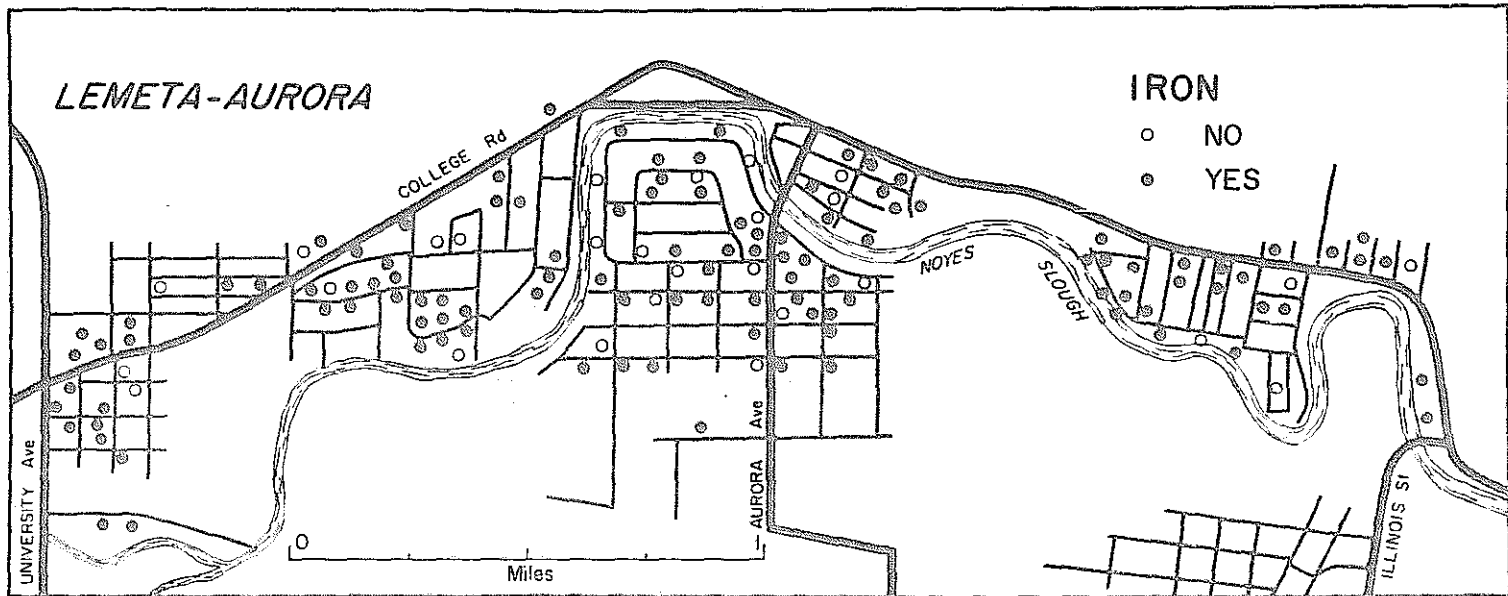 LEMETA-AURORA
IRON
NO
YES
COLLEGE Rd
NOYES
SLOUGH
UNIVERSITY Ave
AURORA Ave
ILLINOIS St
0 1
Miles